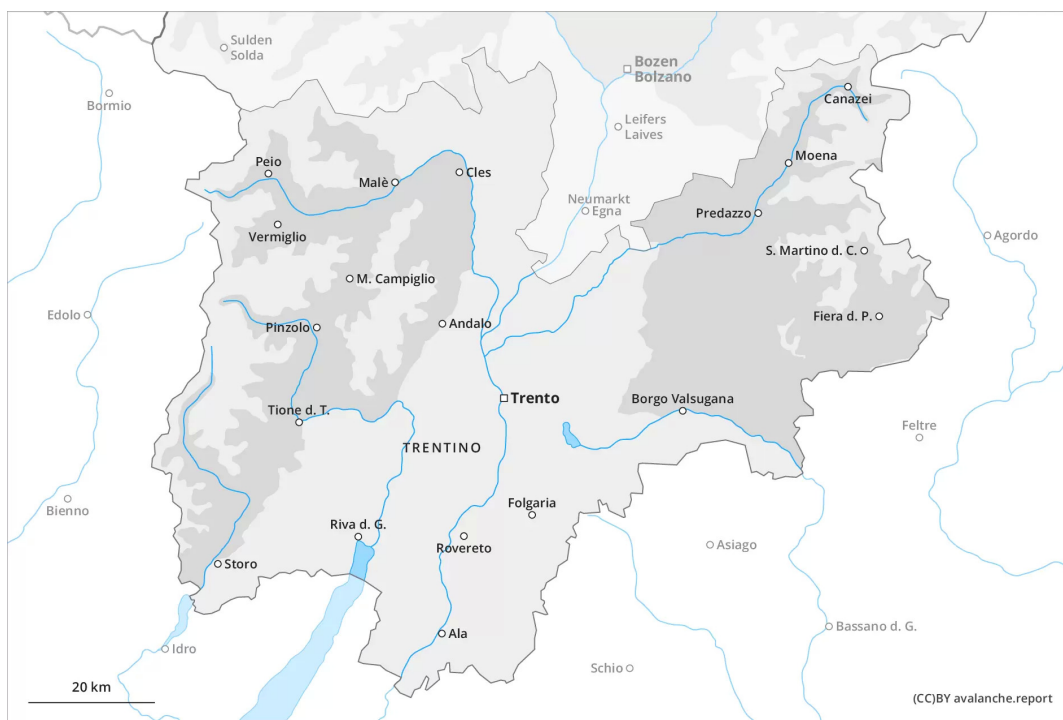 Sulden
Solda
Bozen
Bolzano
Bormio
Canazei
Leifers
Laives
Moena
Peio
Malè
Cles
Neumarkt
Egna
Predazzo
Vermiglio
Agordo
S. Martino d. C.
M. Campiglio
Edolo
Pinzolo
Andalo
Fiera d. P.
Trento
Borgo Valsugana
Tione d. T.
Feltre
TRENTINO
Bienno
Folgaria
Riva d. G.
Rovereto
Asiago
Storo
Bassano d. G.
Ala
Idro
Schio
20 km
(CC)BY avalanche.report